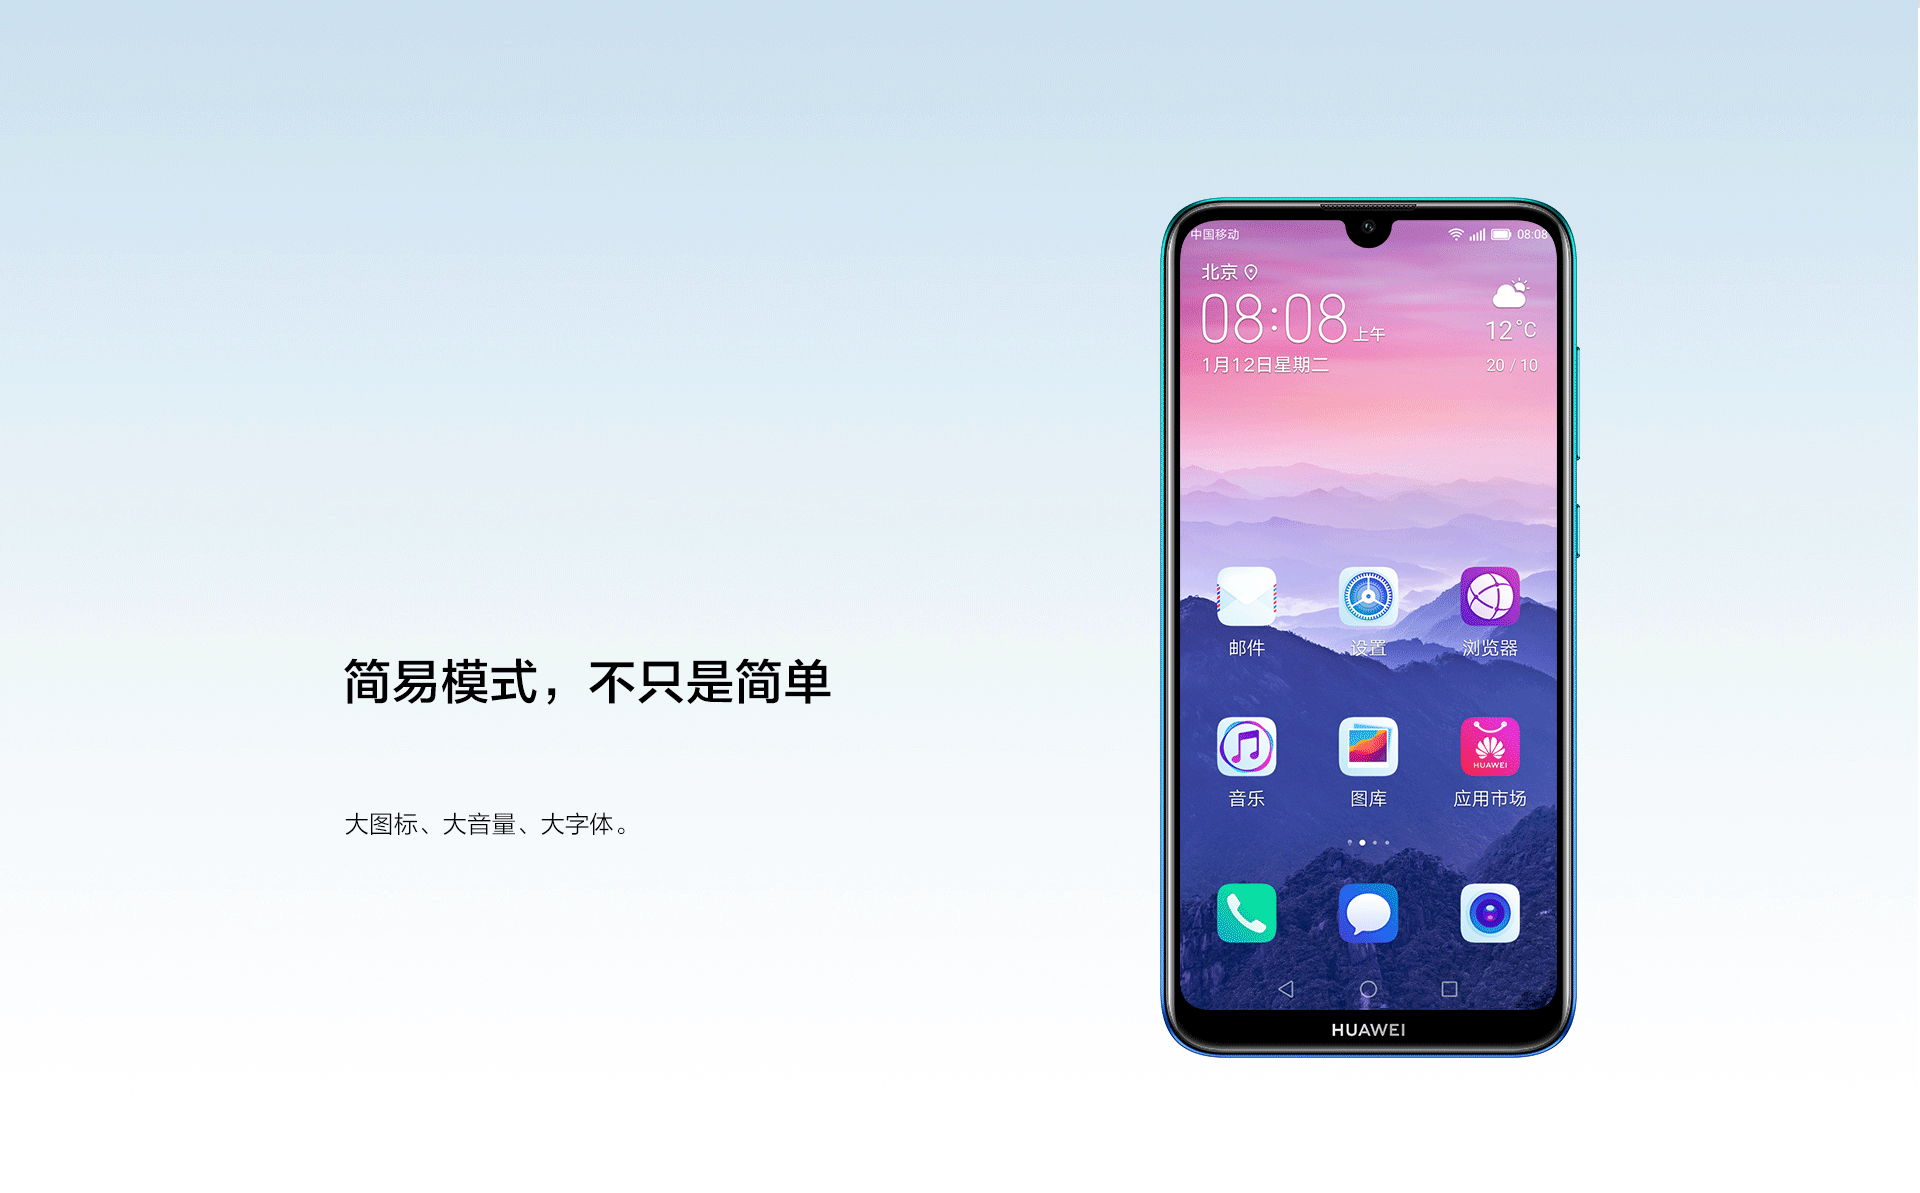 简易模式，不只是简单
大图标、大音量、大字体。
中国移动
08:08
北京
08:08 上午
12°C
1月12日星期二
20 / 10
邮件
设置
浏览器
HUAWEI
音乐
图库
应用市场
HUAWEI